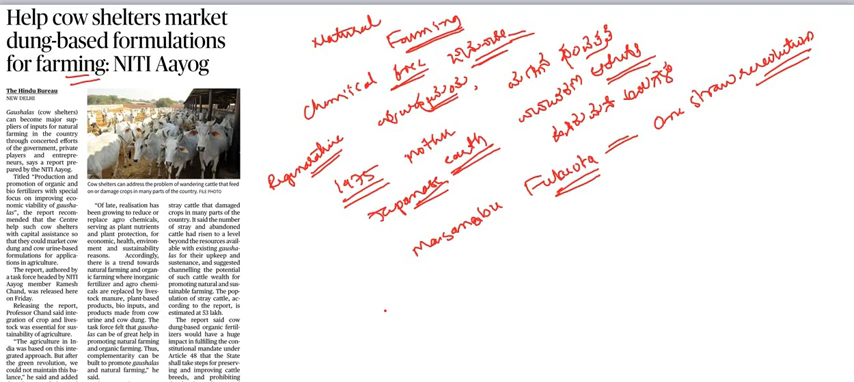 Help cow shelters market
dung-based formulations
for farming: NITI Aayog
The Hindu Bureau
NEW DELHI
Gaushalas (cow shelters)
can become major sup-
pliers of inputs for natural
farming in the country
through concerted efforts
of the government, private
players and entrepre-
neurs, says a report pre-
pared by the NITI Aayog.
Titled “Production and
promotion of organic and
bio fertilizers with special
focus on improving eco-
nomic viability of gausha-
las”, the report recom-
mended that the Centre
help such cow shelters
with capital assistance so
that they could market cow
dung and cow urine-based
formulations for applica-
tions in agriculture.
The report, authored by
a task force headed by NITI
Aayog member Ramesh
Chand, was released here
on Friday.
Releasing the report,
Professor Chand said inte-
gration of crop and lives-
tock was essential for sus-
tainability of agriculture.
“The agriculture in In-
dia was based on this inte-
grated approach. But after
the green revolution, we
could not maintain this ba-
lance,” he said and added
Cow shelters can address the problem of wandering cattle that feed
on or damage crops in many parts of the country. FILE PHOTO
“Of late, realisation has
been growing to reduce or
replace agro chemicals,
serving as plant nutrients
and plant protection, for
economic, health, environ-
ment and sustainability
reasons. Accordingly,
there is a trend towards
natural farming and organ-
ic farming where inorganic
fertilizer and agro chemi-
cals are replaced by lives-
tock manure, plant-based
products, bio inputs, and
products made from cow
urine and cow dung. The
task force felt that gausha-
las can be of great help in
promoting natural farming
and organic farming. Thus,
complementarity can be
built to promote gaushalas
and natural farming,” he
said.
stray cattle that damaged
crops in many parts of the
country. It said the number
of stray and abandoned
cattle had risen to a level
beyond the resources avail-
able with existing gausha-
las for their upkeep and
sustenance, and suggested
channelling the potential
of such cattle wealth for
promoting natural and sus-
tainable farming. The pop-
ulation of stray cattle, ac-
cording to the report, is
estimated at 53 lakh.
The report said cow
dung-based organic fertil-
izers would have a huge
impact in fulfilling the con-
stitutional mandate under
Article 48 that the State
shall take steps for preserv-
ing and improving cattle
breeds, and prohibiting
Natural Farming
Chemical free
Regenerative
1975 mother earth
Japanese
Masanobu Fukuota — One straw revolution